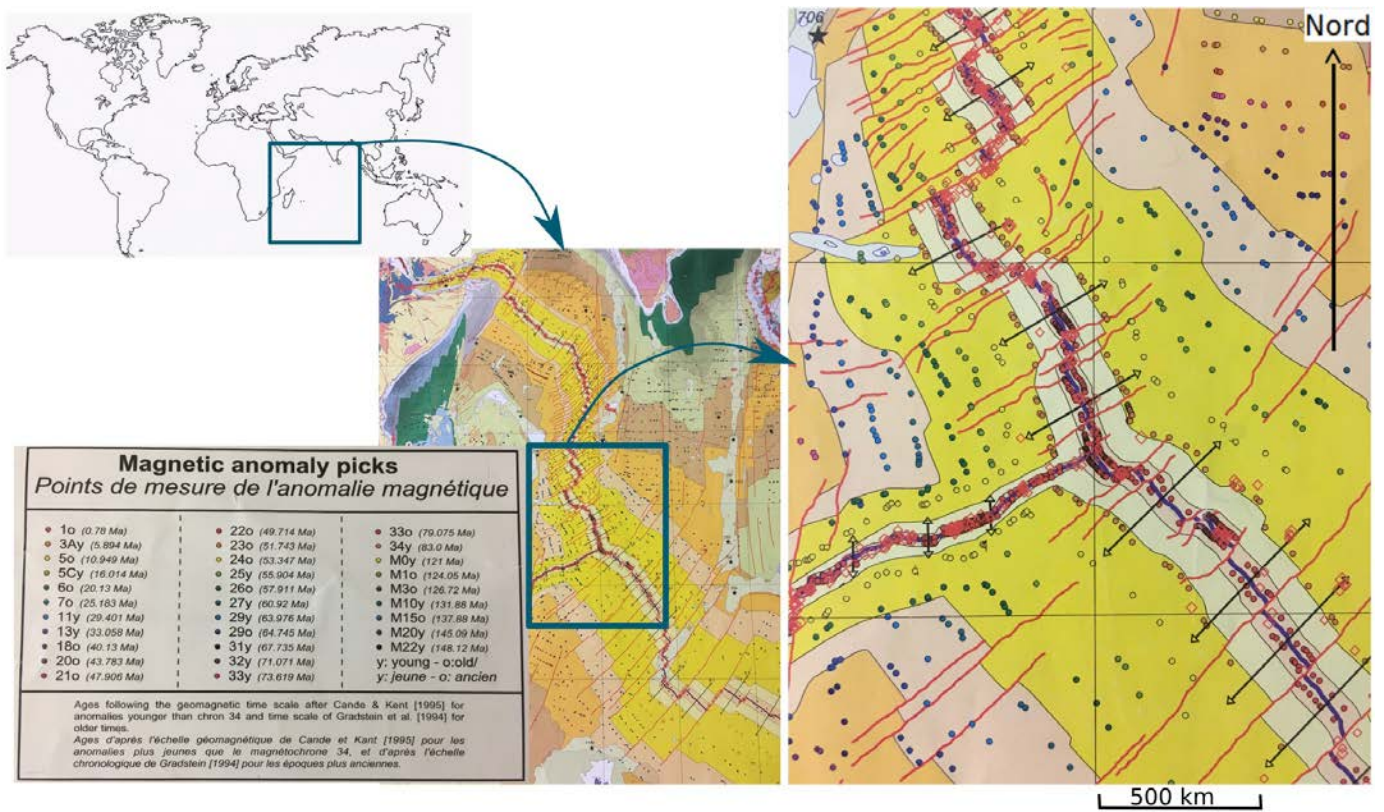 706
Nord
Magnetic anomaly picks
Points de mesure de l'anomalie magnétique
1o (0.78 Ma)
3Ay (5.894 Ma)
5o (10.949 Ma)
5Cy (16.014 Ma)
6o (20.13 Ma)
7o (25.183 Ma)
11y (29.401 Ma)
13y (33.058 Ma)
18o (40.13 Ma)
20o (43.783 Ma)
21o (47.906 Ma)
22o (49.714 Ma)
23o (51.743 Ma)
24o (53.347 Ma)
25y (55.904 Ma)
26o (57.911 Ma)
27y (60.92 Ma)
29y (63.976 Ma)
29o (64.745 Ma)
31y (67.735 Ma)
32y (71.071 Ma)
33y (73.619 Ma)
33o (79.075 Ma)
34y (83.0 Ma)
M0y (121 Ma)
M1o (124.05 Ma)
M3o (126.72 Ma)
M10y (131.88 Ma)
M15o (137.88 Ma)
M20y (145.09 Ma)
M22y (148.12 Ma)
y: young - o:old/
y: jeune - o: ancien
Ages following the geomagnetic time scale after Cande & Kent [1995] for
anomalies younger than chron 34 and time scale of Gradstein et al. [1994] for
older times.
Ages d'après l'échelle géomagnétique de Cande et Kant [1995] pour les
anomalies plus jeunes que le magnétochrone 34, et d'après l'échelle
chronologique de Gradstein [1994] pour les époques plus anciennes.
500 km